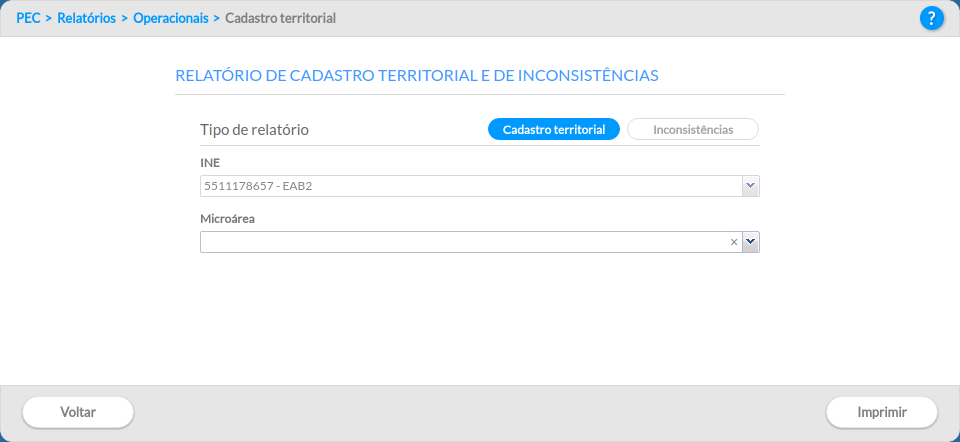 PEC > Relatórios > Operacionais > Cadastro territorial ?
RELATÓRIO DE CADASTRO TERRITORIAL E DE INCONSISTÊNCIAS
Tipo de relatório Cadastro territorial Inconsistências
INE
5511178657 - EAB2
Microárea
×
Voltar Imprimir